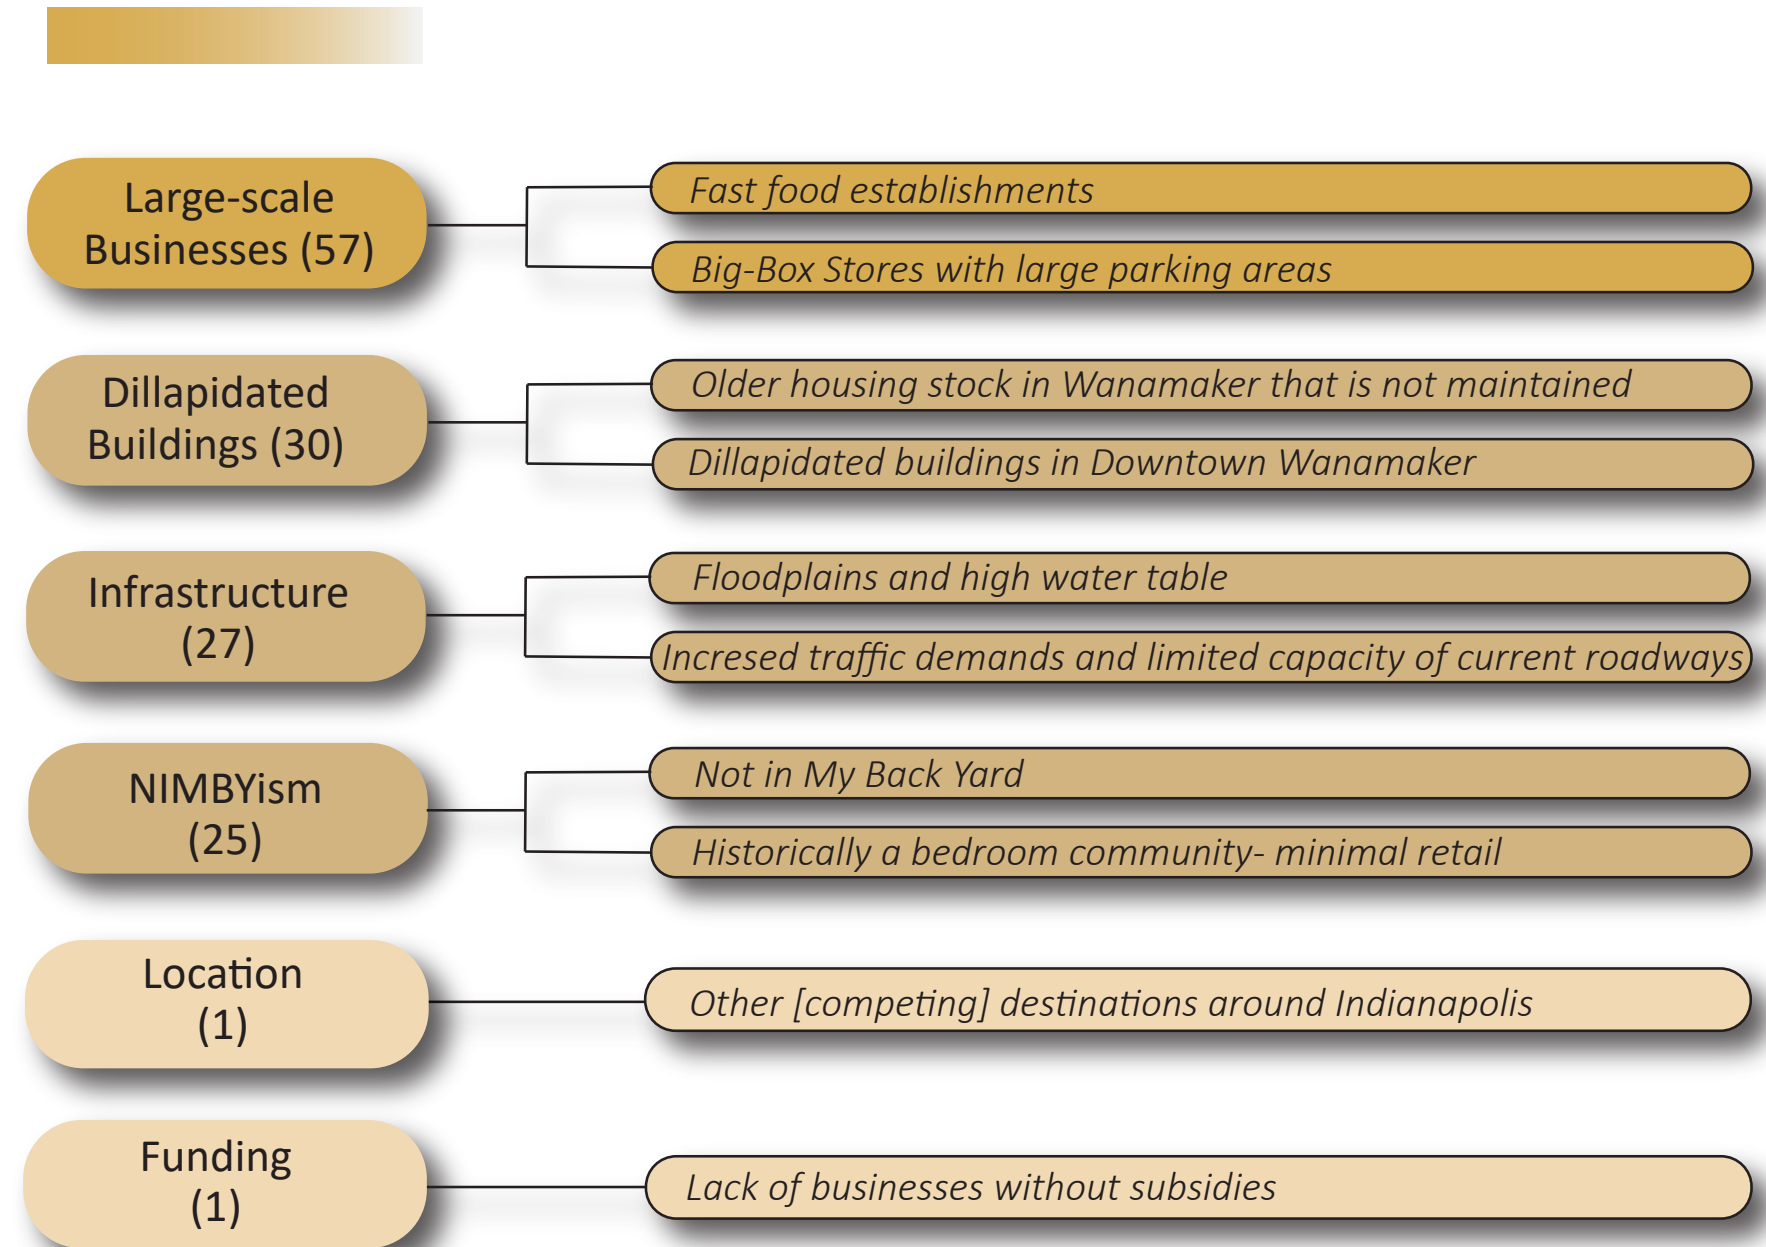 Large-scale
Businesses (57)
Fast food establishments
Big-Box Stores with large parking areas
Dillapidated
Buildings (30)
Older housing stock in Wanamaker that is not maintained
Dillapidated buildings in Downtown Wanamaker
Infrastructure
(27)
Floodplains and high water table
Incresed traffic demands and limited capacity of current roadways
NIMBYism
(25)
Not in My Back Yard
Historically a bedroom community- minimal retail
Location
(1)
Other [competing] destinations around Indianapolis
Funding
(1)
Lack of businesses without subsidies